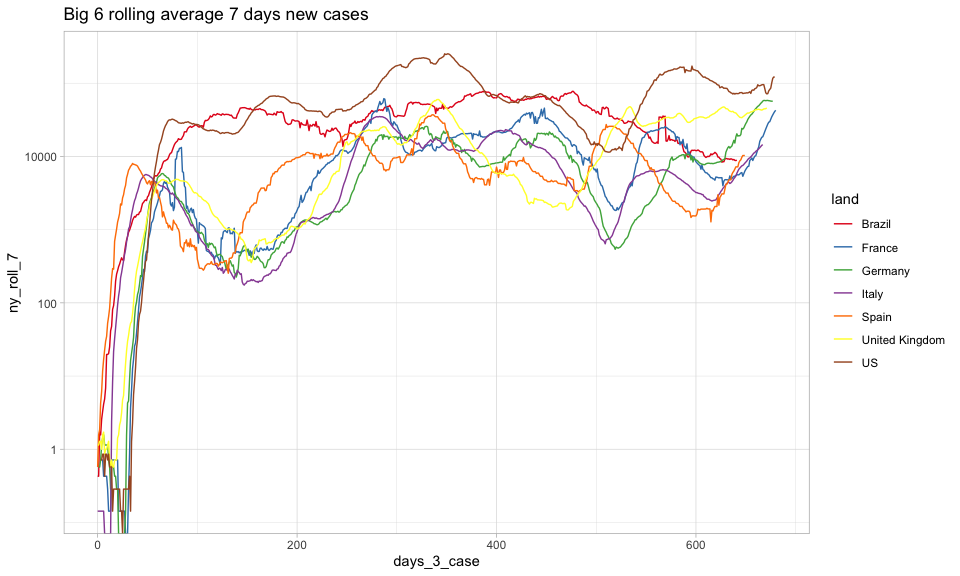 Big 6 rolling average 7 days new cases
ny_roll_7
10000
100
1
0
200
400
600
days_3_case
land
Brazil
France
Germany
Italy
Spain
United Kingdom
US